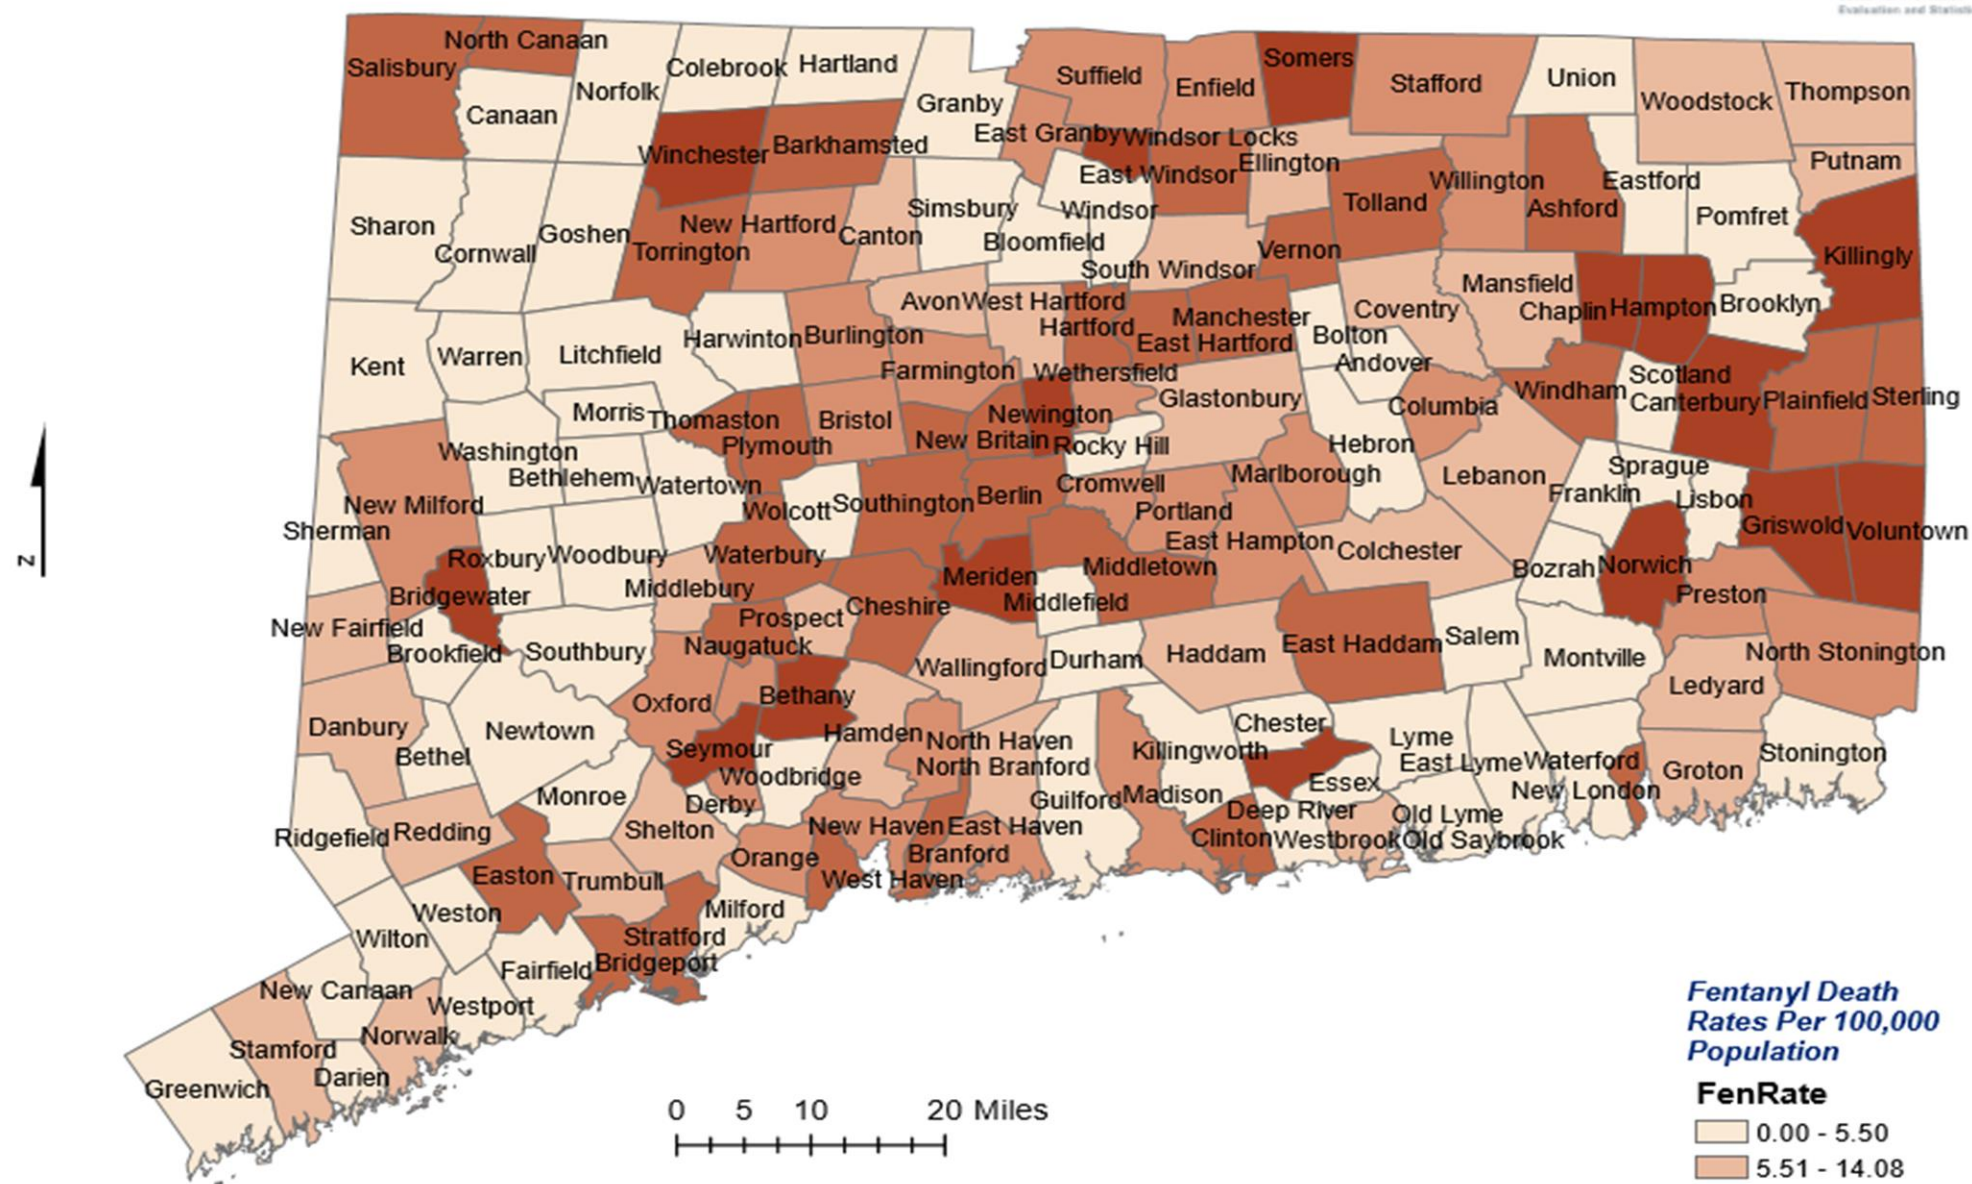 Evaluation and Statisti
North Canaan
Salisbury
Canaan
Norfolk
Colebrook
Hartland
Granby
Suffield
Enfield
Somers
Stafford
Union
Woodstock
Thompson
East Granby
Windsor Locks
Winchester
Barkhamsted
East Windsor
Ellington
Putnam
Sharon
Cornwall
Goshen
New Hartford
Torrington
Canton
Simsbury
Bloomfield
Windsor
South Windsor
Vernon
Tolland
Willington
Ashford
Eastford
Pomfret
Killingly
Kent
Warren
Litchfield
Harwinton
Burlington
Avon
West Hartford
Hartford
Manchester
East Hartford
Bolton
Coventry
Mansfield
Chaplin
Hampton
Brooklyn
Farmington
Wethersfield
Andover
Morris
Thomaston
Plymouth
Bristol
New Britain
Newington
Rocky Hill
Glastonbury
Hebron
Columbia
Windham
Scotland
Canterbury
Plainfield
Sterling
Washington
Bethlehem
Watertown
Wolcott
Southington
Berlin
Cromwell
Portland
Marlborough
Lebanon
Franklin
Sprague
Lisbon
Griswold
Voluntown
New Milford
Sherman
Roxbury
Woodbury
Waterbury
Middlebury
Meriden
Middlefield
Middletown
East Hampton
Colchester
Bozrah
Norwich
Preston
Bridgewater
New Fairfield
Brookfield
Southbury
Prospect
Naugatuck
Cheshire
Wallingford
Durham
Haddam
East Haddam
Salem
Montville
Ledyard
North Stonington
Danbury
Bethel
Newtown
Oxford
Bethany
Seymour
Woodbridge
Hamden
North Haven
North Branford
Guilford
Madison
Killingworth
Chester
Essex
Deep River
Lyme
East Lyme
Waterford
New London
Groton
Stonington
Ridgefield
Redding
Monroe
Derby
Shelton
Orange
New Haven
East Haven
Branford
West Haven
Clinton
Westbrook
Old Lyme
Old Saybrook
Easton
Trumbull
Weston
Milford
Stratford
Bridgeport
Wilton
Fairfield
New Canaan
Westport
Norwalk
Stamford
Darien
Greenwich
N
0 5 10 20 Miles
Fentanyl Death
Rates Per 100,000
Population
FenRate
0.00 - 5.50
5.51 - 14.08